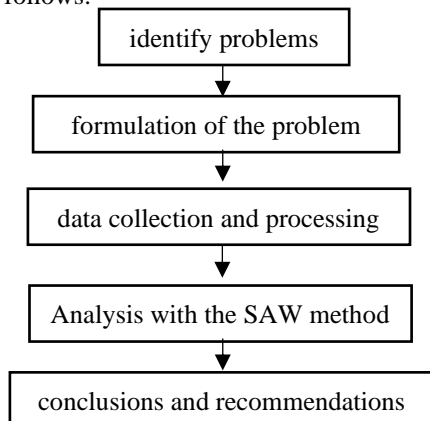 follows:
identify problems
formulation of the problem
data collection and processing
Analysis with the SAW method
conclusions and recommendations